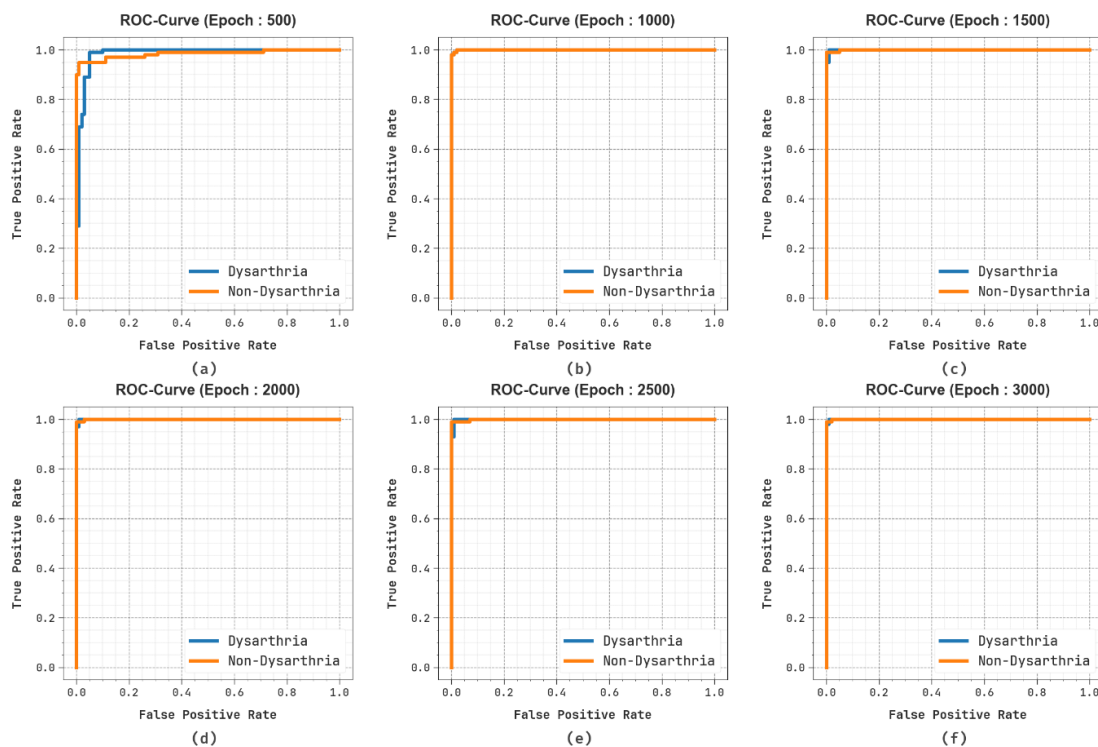 ROC-Curve (Epoch : 500)
True Positive Rate
1.0
0.8
0.6
0.4
0.2
0.0
Dysarthria
Non-Dysarthria
0.0 0.2 0.4 0.6 0.8 1.0
False Positive Rate
(a)
ROC-Curve (Epoch : 1000)
True Positive Rate
1.0
0.8
0.6
0.4
0.2
0.0
Dysarthria
Non-Dysarthria
0.0 0.2 0.4 0.6 0.8 1.0
False Positive Rate
(b)
ROC-Curve (Epoch : 1500)
True Positive Rate
1.0
0.8
0.6
0.4
0.2
0.0
Dysarthria
Non-Dysarthria
0.0 0.2 0.4 0.6 0.8 1.0
False Positive Rate
(c)
ROC-Curve (Epoch : 2000)
True Positive Rate
1.0
0.8
0.6
0.4
0.2
0.0
Dysarthria
Non-Dysarthria
0.0 0.2 0.4 0.6 0.8 1.0
False Positive Rate
(d)
ROC-Curve (Epoch : 2500)
True Positive Rate
1.0
0.8
0.6
0.4
0.2
0.0
Dysarthria
Non-Dysarthria
0.0 0.2 0.4 0.6 0.8 1.0
False Positive Rate
(e)
ROC-Curve (Epoch : 3000)
True Positive Rate
1.0
0.8
0.6
0.4
0.2
0.0
Dysarthria
Non-Dysarthria
0.0 0.2 0.4 0.6 0.8 1.0
False Positive Rate
(f)